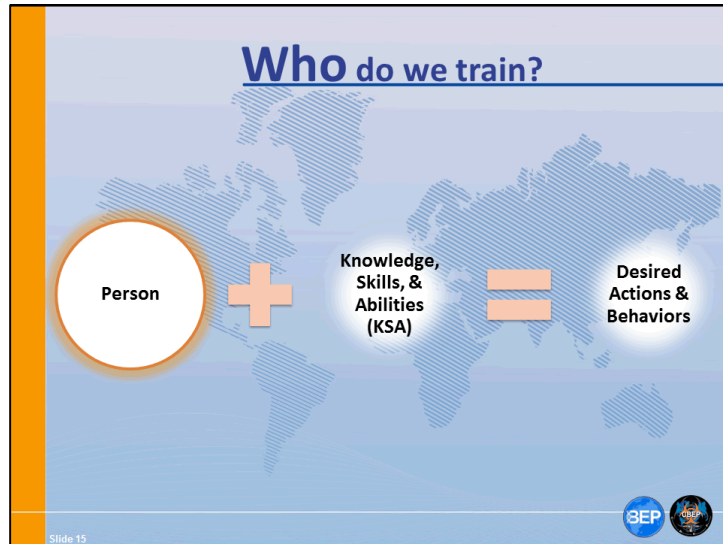 Who do we train?
Person
Knowledge,
Skills, &
Abilities
(KSA)
Desired
Actions &
Behaviors
Slide 15
BEP
CBEP